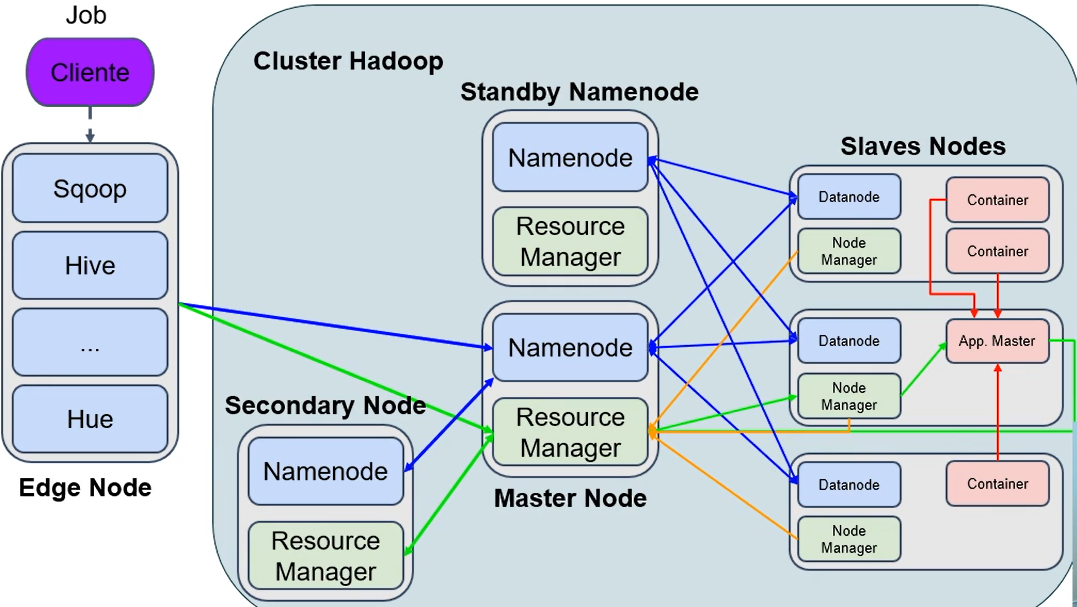 Job
Cliente
Sqoop
Hive
...
Hue
Edge Node
Cluster Hadoop
Standby Namenode
Namenode
Resource
Manager
Secondary Node
Namenode
Resource
Manager
Namenode
Resource
Manager
Master Node
Slaves Nodes
Datanode
Container
Node
Manager
Container
Datanode
App. Master
Node
Manager
Datanode
Container
Node
Manager